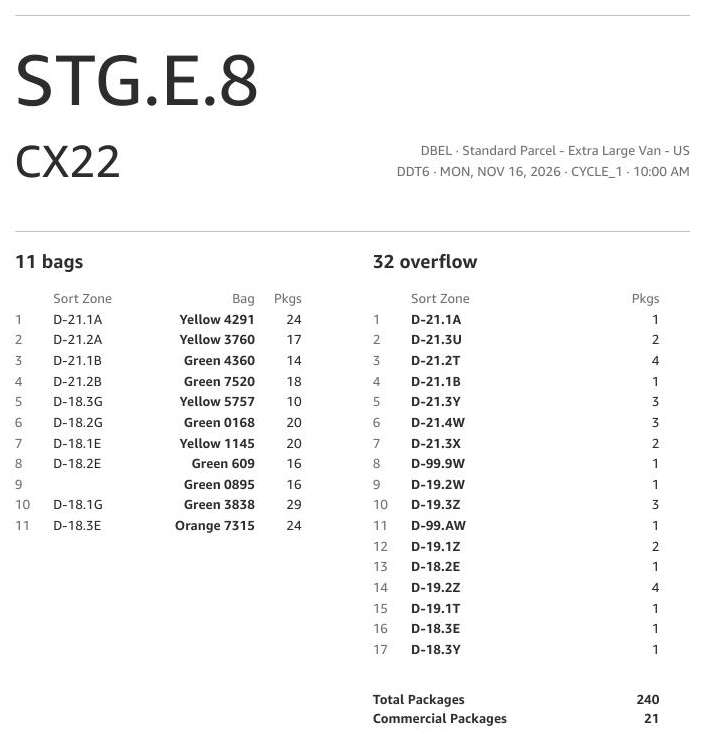 STG.E.8
CX22
DBEL · Standard Parcel - Extra Large Van - US
DDT6 · MON, NOV 16, 2026 · CYCLE_1 · 10:00 AM
11 bags
Sort Zone Bag Pkgs
1 D-21.1A Yellow 4291 24
2 D-21.2A Yellow 3760 17
3 D-21.1B Green 4360 14
4 D-21.2B Green 7520 18
5 D-18.3G Yellow 5757 10
6 D-18.2G Green 0168 20
7 D-18.1E Yellow 1145 20
8 D-18.2E Green 609 16
9 Green 0895 16
10 D-18.1G Green 3838 29
11 D-18.3E Orange 7315 24
32 overflow
Sort Zone Pkgs
1 D-21.1A 1
2 D-21.3U 2
3 D-21.2T 4
4 D-21.1B 1
5 D-21.3Y 3
6 D-21.4W 3
7 D-21.3X 2
8 D-99.9W 1
9 D-19.2W 1
10 D-19.3Z 3
11 D-99.AW 1
12 D-19.1Z 2
13 D-18.2E 1
14 D-19.2Z 4
15 D-19.1T 1
16 D-18.3E 1
17 D-18.3Y 1
Total Packages 240
Commercial Packages 21